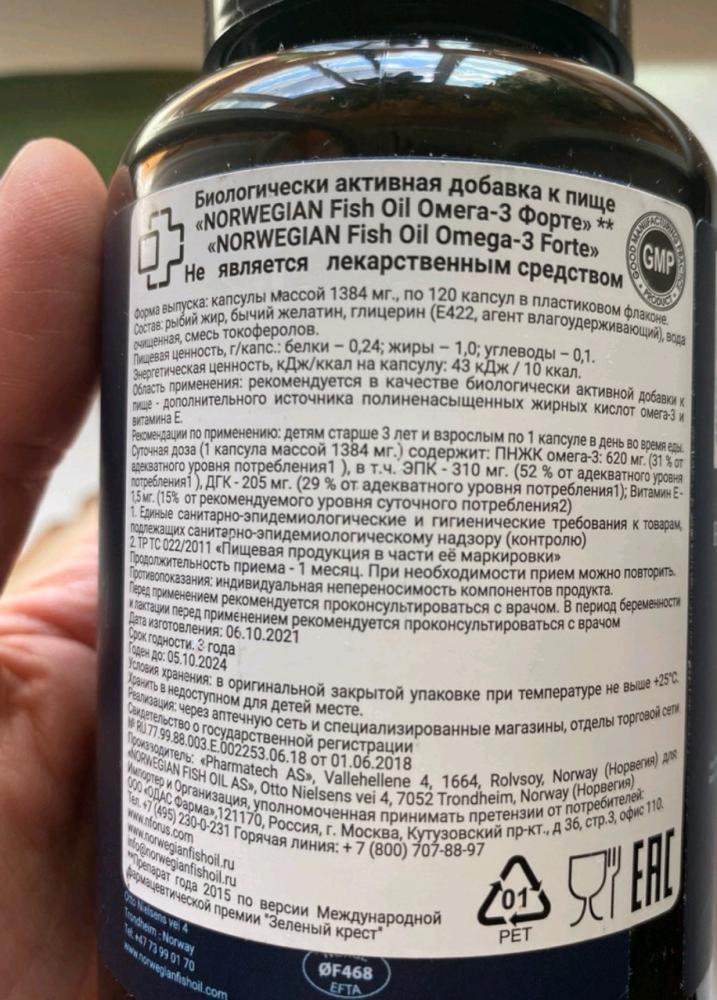 Биологически активная добавка к пище
«NORWEGIAN Fish Oil Омега-3 Форте» **
«NORWEGIAN Fish Oil Omega-3 Forte»
Не является лекарственным средством
GOOD MANUFACTURING PRACTICE
GMP
PRODUCT
Форма выпуска: капсулы массой 1384 мг., по 120 капсул в пластиковом флаконе.
Состав: рыбий жир, бычий желатин, глицерин (Е422, агент влагоудерживающий), вода
очищенная, смесь токоферолов.
Пищевая ценность, г/капс.: белки – 0,24; жиры – 1,0; углеводы – 0,1.
Энергетическая ценность, кДж/ккал на капсулу: 43 кДж / 10 ккал.
Область применения: рекомендуется в качестве биологически активной добавки к
пище - дополнительного источника полиненасыщенных жирных кислот омега-3 и
витамина Е.
Рекомендации по применению: детям старше 3 лет и взрослым по 1 капсуле в день во время еды.
Суточная доза (1 капсула массой 1384 мг.) содержит: ПНЖК омега-3: 620 мг. (31 % от
адекватного уровня потребления1 ), в т.ч. ЭПК - 310 мг. (52 % от адекватного уровня
потребления1 ), ДГК - 205 мг. (29 % от адекватного уровня потребления1); Витамин Е -
1,5 мг. (15% от рекомендуемого уровня суточного потребления2)
1. Единые санитарно-эпидемиологические и гигиенические требования к товарам,
подлежащих санитарно-эпидемиологическому надзору (контролю)
2. ТР ТС 022/2011 «Пищевая продукция в части её маркировки»
Продолжительность приема - 1 месяц. При необходимости прием можно повторить.
Противопоказания: индивидуальная непереносимость компонентов продукта.
Перед применением рекомендуется проконсультироваться с врачом. В период беременности
и лактации перед применением рекомендуется проконсультироваться с врачом
Дата изготовления: 06.10.2021
Срок годности: 3 года
Годен до: 05.10.2024
Условия хранения: в оригинальной закрытой упаковке при температуре не выше +25°С.
Хранить в недоступном для детей месте.
Реализация: через аптечную сеть и специализированные магазины, отделы торговой сети
Свидетельство о государственной регистрации
№ RU.77.99.88.003.Е.002253.06.18 от 01.06.2018
Производитель: «Pharmatech AS», Vallehellene 4, 1664, Rolvsoy, Norway (Норвегия) для
«NORWEGIAN FISH OIL AS», Otto Nielsens vei 4, 7052 Trondheim, Norway (Норвегия)
Импортер и Организация, уполномоченная принимать претензии от потребителей:
ООО «ОДАС Фарма»,121170, Россия, г. Москва, Кутузовский пр-кт., д 36, стр.3, офис 110.
Тел. +7 (495) 230-0-231 Горячая линия: + 7 (800) 707-88-97
www.nforus.com
www.norwegianfishoil.ru
info@norwegianfishoil.ru
**Препарат года 2015 по версии Международной
фармацевтической премии "Зеленый крест"
01
PET
EAC
Otto Nielsens vei 4
Trondheim - Norway
Tel. +47 73 99 01 70
www.norwegianfishoil.com
ØF468
EFTA